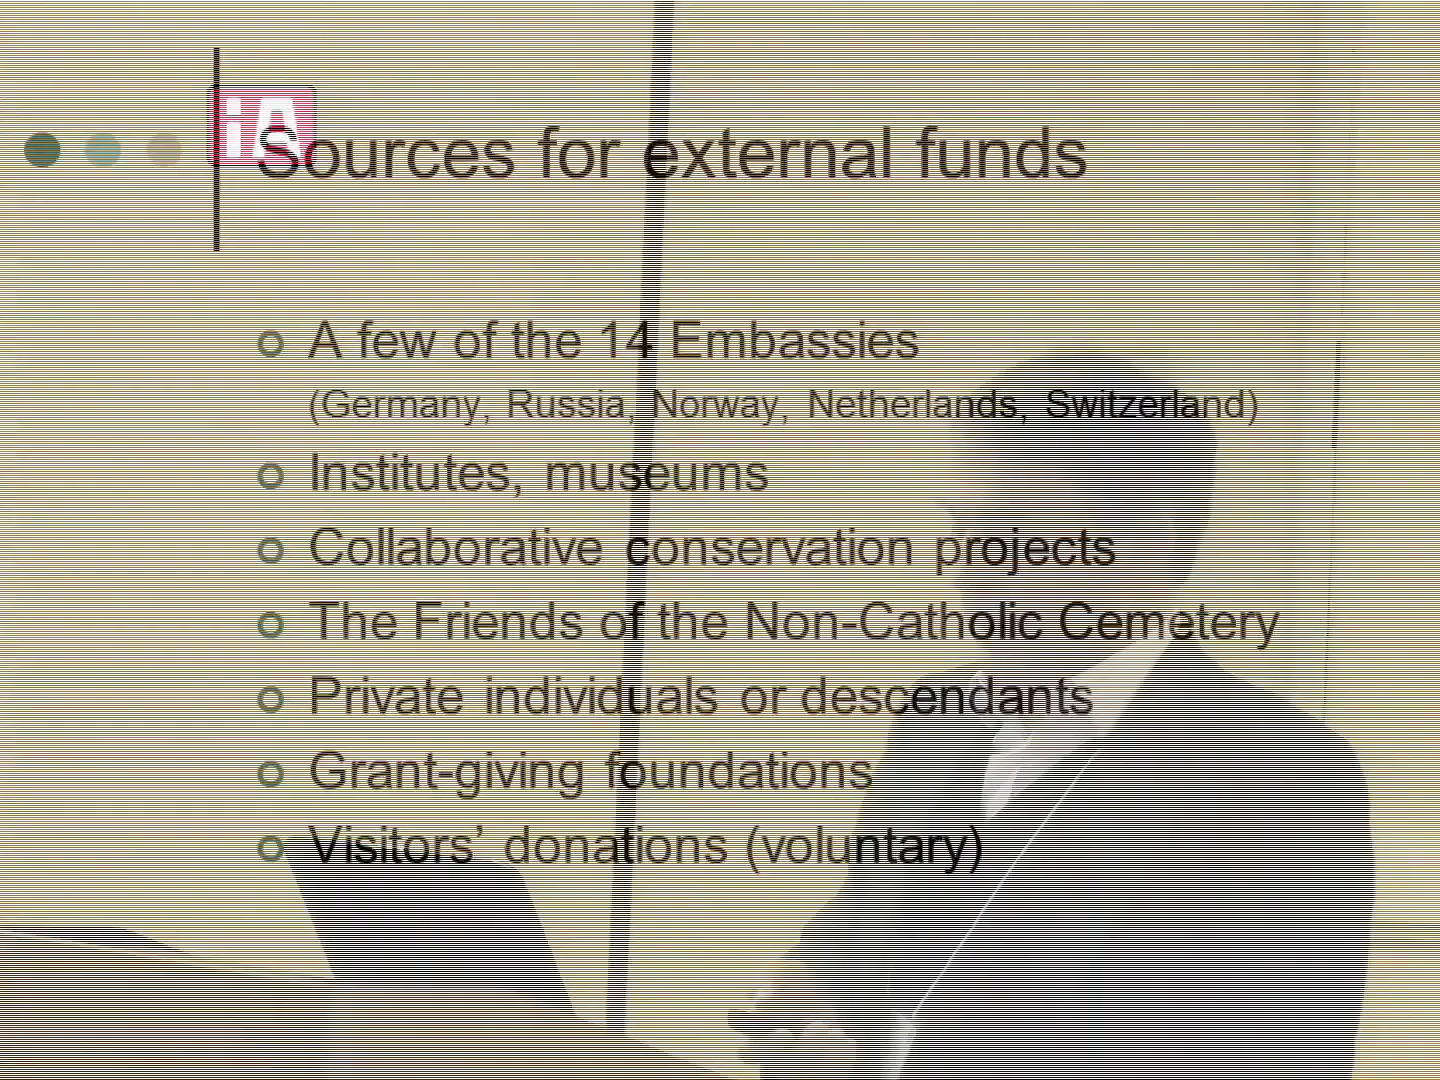 iA
Sources for external funds
A few of the 14 Embassies
(Germany, Russia, Norway, Netherlands, Switzerland)
Institutes, museums
Collaborative conservation projects
The Friends of the Non-Catholic Cemetery
Private individuals or descendants
Grant-giving foundations
Visitors’ donations (voluntary)